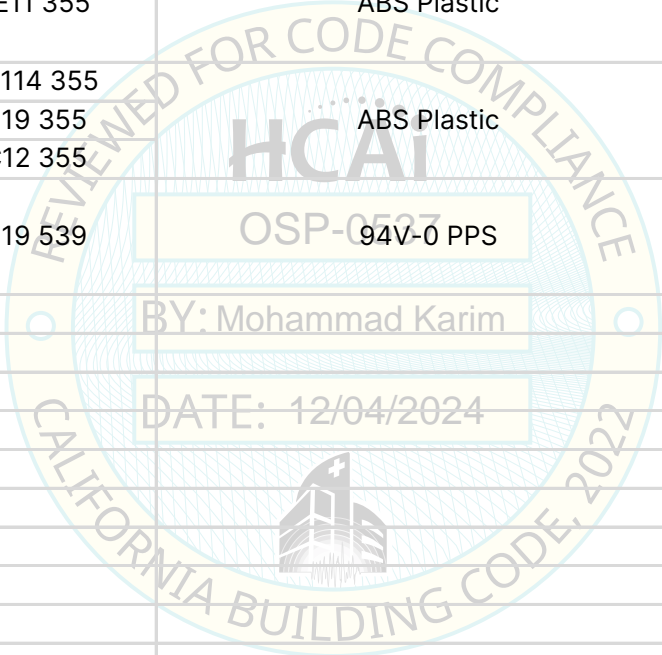 E11 355 ABS Plastic
114 355
19 355 ABS Plastic
12 355
19 539 94V-0 PPS
REVIEWED FOR CODE COMPLIANCE
HCAi
OSP-0537
BY: Mohammad Karim
DATE: 12/04/2024
CALIFORNIA BUILDING CODE, 2022